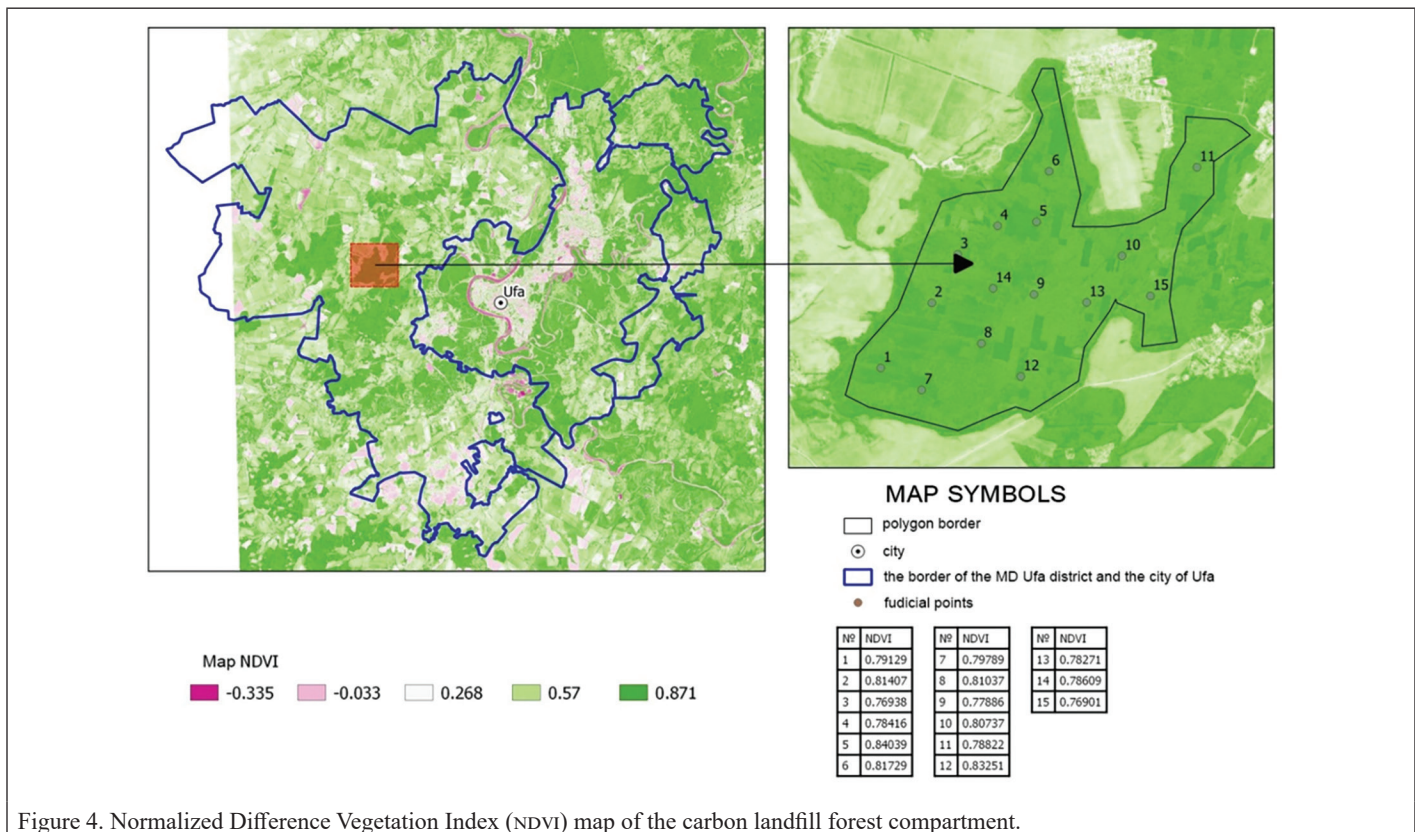 Ufa
6
11
4
5
3
10
14
9
13
15
2
8
1
12
7
MAP SYMBOLS
polygon border
city
the border of the MD Ufa district and the city of Ufa
fudicial points
Map NDVI
-0.335 -0.033 0.268 0.57 0.871
№ NDVI № NDVI № NDVI
1 0.79129 7 0.79789 13 0.78271
2 0.81407 8 0.81037 14 0.78609
3 0.76938 9 0.77886 15 0.76901
4 0.78416 10 0.80737
5 0.84039 11 0.78822
6 0.81729 12 0.83251
Figure 4. Normalized Difference Vegetation Index (NDVI) map of the carbon landfill forest compartment.